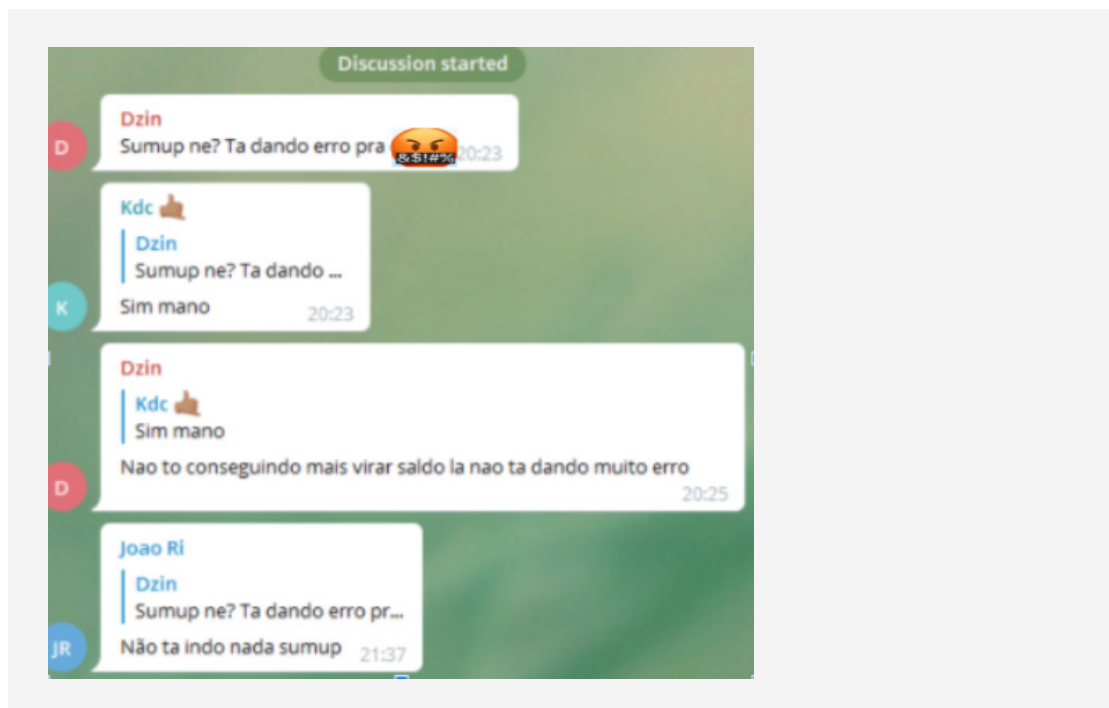 Discussion started
Dzin
Sumup ne? Ta dando erro pra
&$!#%
20:23
Kdc
Dzin
Sumup ne? Ta dando ...
Sim mano
20:23
Dzin
Kdc
Sim mano
Nao to conseguindo mais virar saldo la nao ta dando muito erro
20:25
Joao Ri
Dzin
Sumup ne? Ta dando erro pr...
Não ta indo nada sumup
21:37
D
K
D
JR